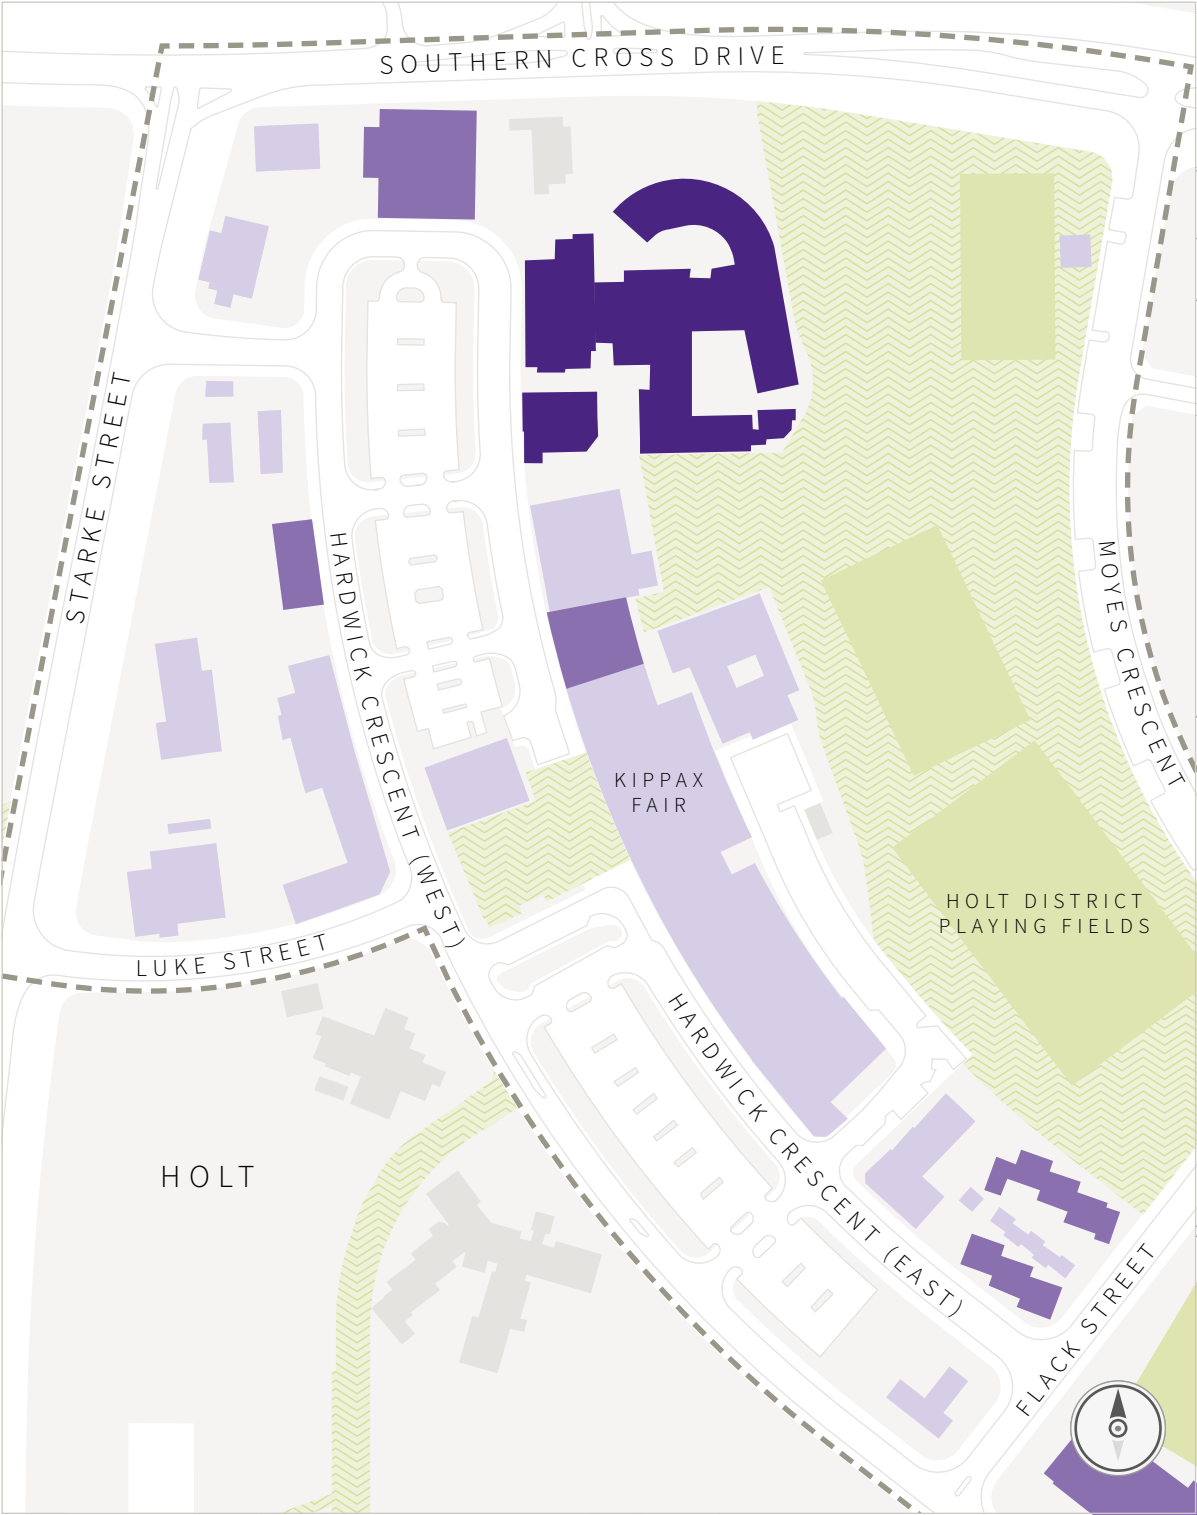 SOUTHERN CROSS DRIVE
STARKE STREET
HARDWICK CRESCENT (WEST)
MOYES CRESCENT
KIPPAX
FAIR
HOLT DISTRICT
PLAYING FIELDS
LUKE STREET
HARDWICK CRESCENT (EAST)
HOLT
FLACK STREET